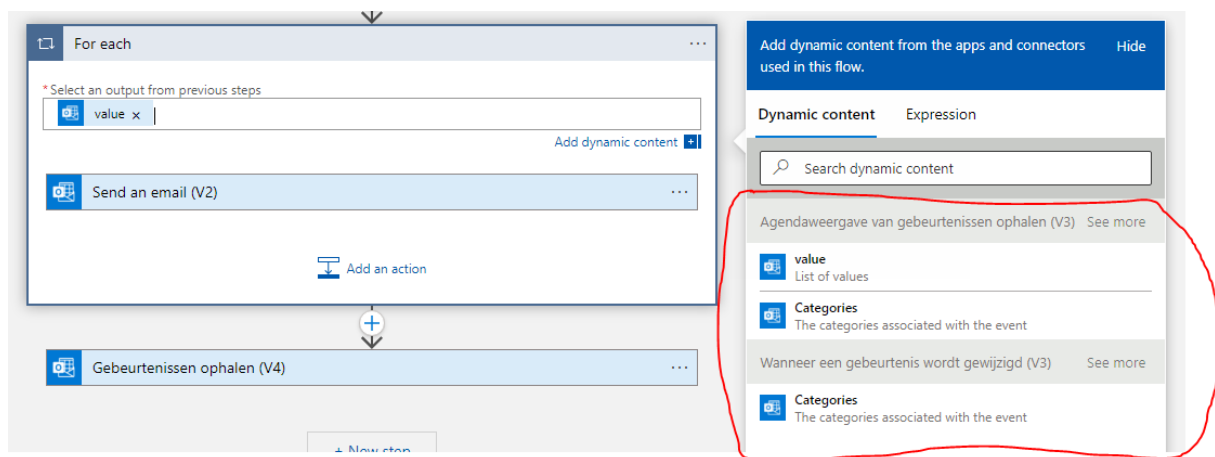 For each
...
* Select an output from previous steps
value ×
Add dynamic content +
Send an email (V2)
...
Add an action
Gebeurtenissen ophalen (V4)
...
+ New step
Add dynamic content from the apps and connectors
used in this flow.
Hide
Dynamic content
Expression
Search dynamic content
Agendaweergave van gebeurtenissen ophalen (V3) See more
value
List of values
Categories
The categories associated with the event
Wanneer een gebeurtenis wordt gewijzigd (V3) See more
Categories
The categories associated with the event